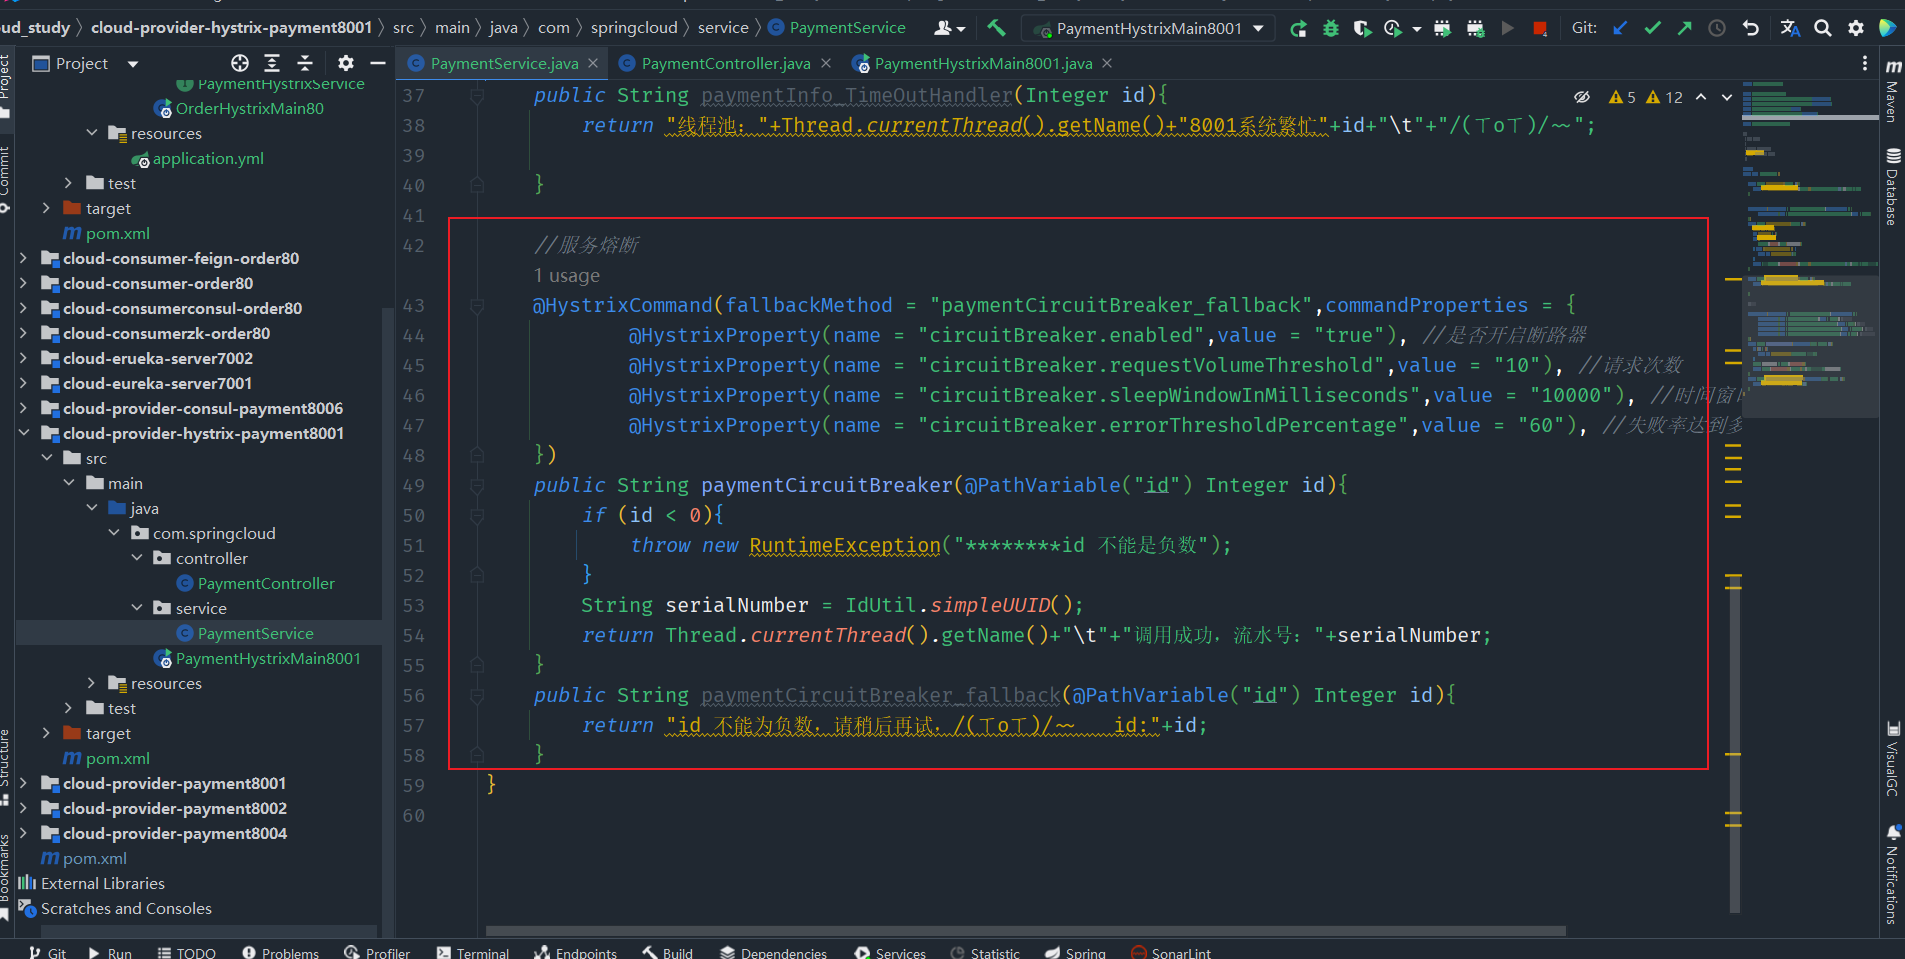 oud_study 〉 cloud-provider-hystrix-payment8001 〉 src 〉 main 〉 java 〉 com 〉 springcloud 〉 service 〉 PaymentService
PaymentHystrixMain8001
Git:
Project
PaymentService.java
PaymentController.java
PaymentHystrixMain8001.java
PaymentHystrixService
OrderHystrixMain80
resources
application.yml
test
target
pom.xml
cloud-consumer-feign-order80
cloud-consumer-order80
cloud-consumerconsul-order80
cloud-consumerzk-order80
cloud-erueka-server7002
cloud-eureka-server7001
cloud-provider-consul-payment8006
cloud-provider-hystrix-payment8001
src
main
java
com.springcloud
controller
PaymentController
service
PaymentService
PaymentHystrixMain8001
resources
test
target
pom.xml
cloud-provider-payment8001
cloud-provider-payment8002
cloud-provider-payment8004
pom.xml
External Libraries
Scratches and Consoles
5 12
37 public String paymentInfo_TimeOutHandler(Integer id){
38 return "线程池："+Thread.currentThread().getName()+"8001系统繁忙"+id+"\t"+"/(ㄒoㄒ)/~~";
39
40 }
41
42 //服务熔断
1 usage
43 @HystrixCommand(fallbackMethod = "paymentCircuitBreaker_fallback",commandProperties = {
44 @HystrixProperty(name = "circuitBreaker.enabled",value = "true"), //是否开启断路器
45 @HystrixProperty(name = "circuitBreaker.requestVolumeThreshold",value = "10"), //请求次数
46 @HystrixProperty(name = "circuitBreaker.sleepWindowInMilliseconds",value = "10000"), //时间窗
47 @HystrixProperty(name = "circuitBreaker.errorThresholdPercentage",value = "60"), //失败率达到多
48 })
49 public String paymentCircuitBreaker(@PathVariable("id") Integer id){
50 if (id < 0){
51 throw new RuntimeException("********id 不能是负数");
52 }
53 String serialNumber = IdUtil.simpleUUID();
54 return Thread.currentThread().getName()+"\t"+"调用成功，流水号："+serialNumber;
55 }
56 public String paymentCircuitBreaker_fallback(@PathVariable("id") Integer id){
57 return "id 不能为负数，请稍后再试，/(ㄒoㄒ)/~~ id:"+id;
58 }
59 }
60
Project
Commit
Structure
Bookmarks
Maven
Database
VisualGC
Notifications
Git Run TODO Problems Profiler Terminal Endpoints Build Dependencies Services Statistic Spring SonarLint